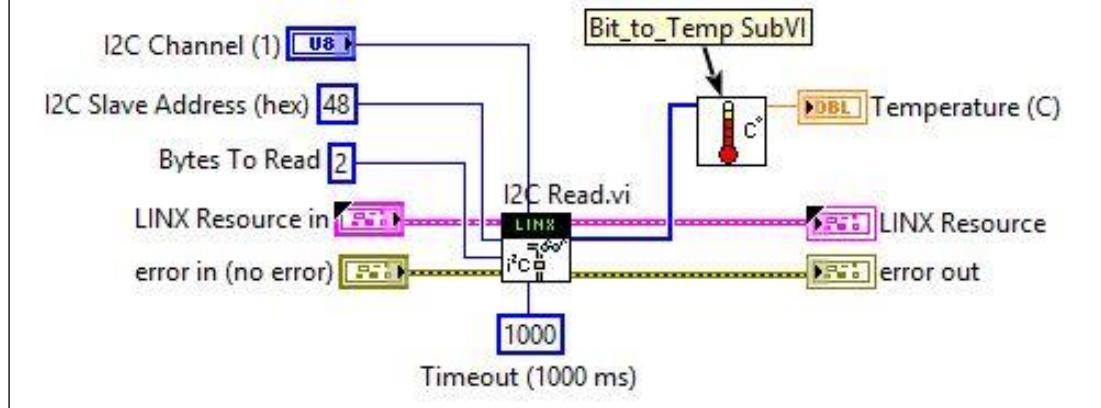 Bit_to_Temp SubVI
I2C Channel (1) U8
I2C Slave Address (hex) 48
C° DBL Temperature (C)
Bytes To Read 2
I2C Read.vi
LINX Resource in LINX LINX Resource
error in (no error) i²C error out
1000
Timeout (1000 ms)